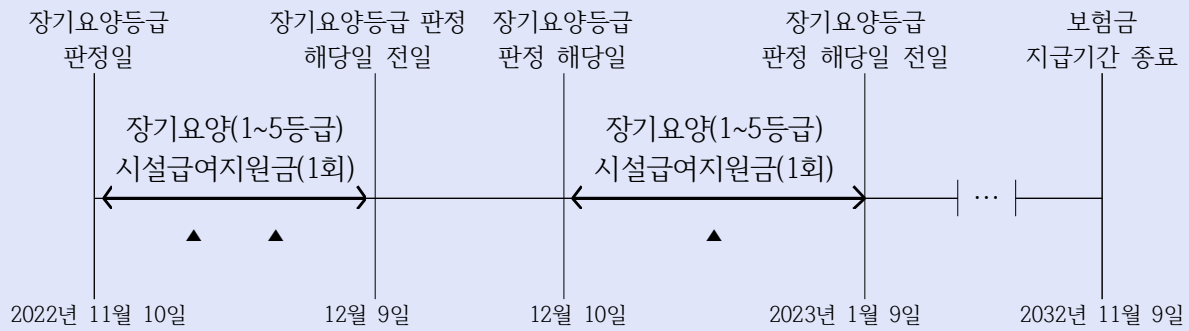 장기요양등급
판정일
장기요양등급 판정
해당일 전일
장기요양등급
판정 해당일
장기요양등급
판정 해당일 전일
보험금
지급기간 종료
장기요양(1~5등급)
시설급여지원금(1회)
장기요양(1~5등급)
시설급여지원금(1회)
…
▲ ▲ ▲
2022년 11월 10일 12월 9일 12월 10일 2023년 1월 9일 2032년 11월 9일